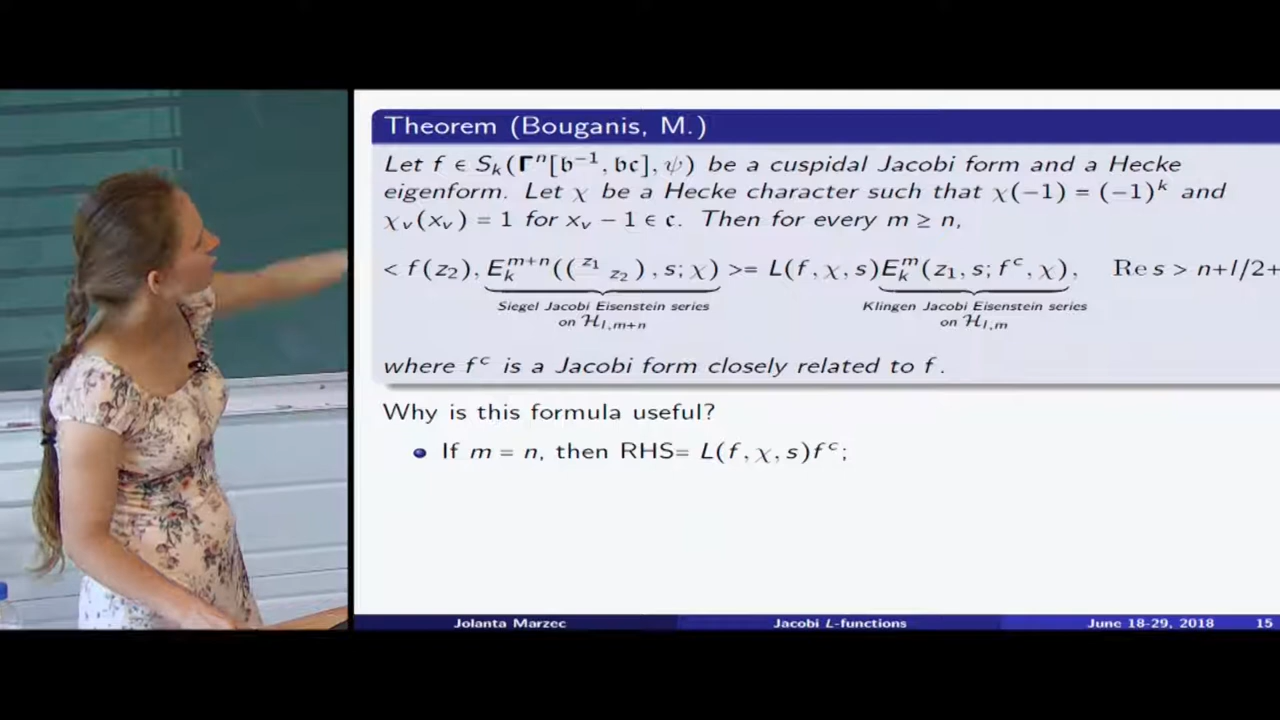 Theorem (Bouganis, M.)
Let f ∈ S_k(Γ^n[𝔟^{-1}, 𝔟𝔠], ψ) be a cuspidal Jacobi form and a Hecke
eigenform. Let χ be a Hecke character such that χ(−1) = (−1)^k and
χ_v(x_v) = 1 for x_v − 1 ∈ 𝔠. Then for every m ≥ n,
< f(z_2), E_k^{m+n}((^{z_1} _{z_2}), s; χ) >= L(f, χ, s)E_k^m(z_1, s; f^c, χ), Re s > n+l/2+
Siegel Jacobi Eisenstein series Klingen Jacobi Eisenstein series
on ℋ_{l,m+n} on ℋ_{l,m}
where f^c is a Jacobi form closely related to f.
Why is this formula useful?
• If m = n, then RHS= L(f, χ, s)f^c;
Jolanta Marzec Jacobi L-functions June 18-29, 2018 15